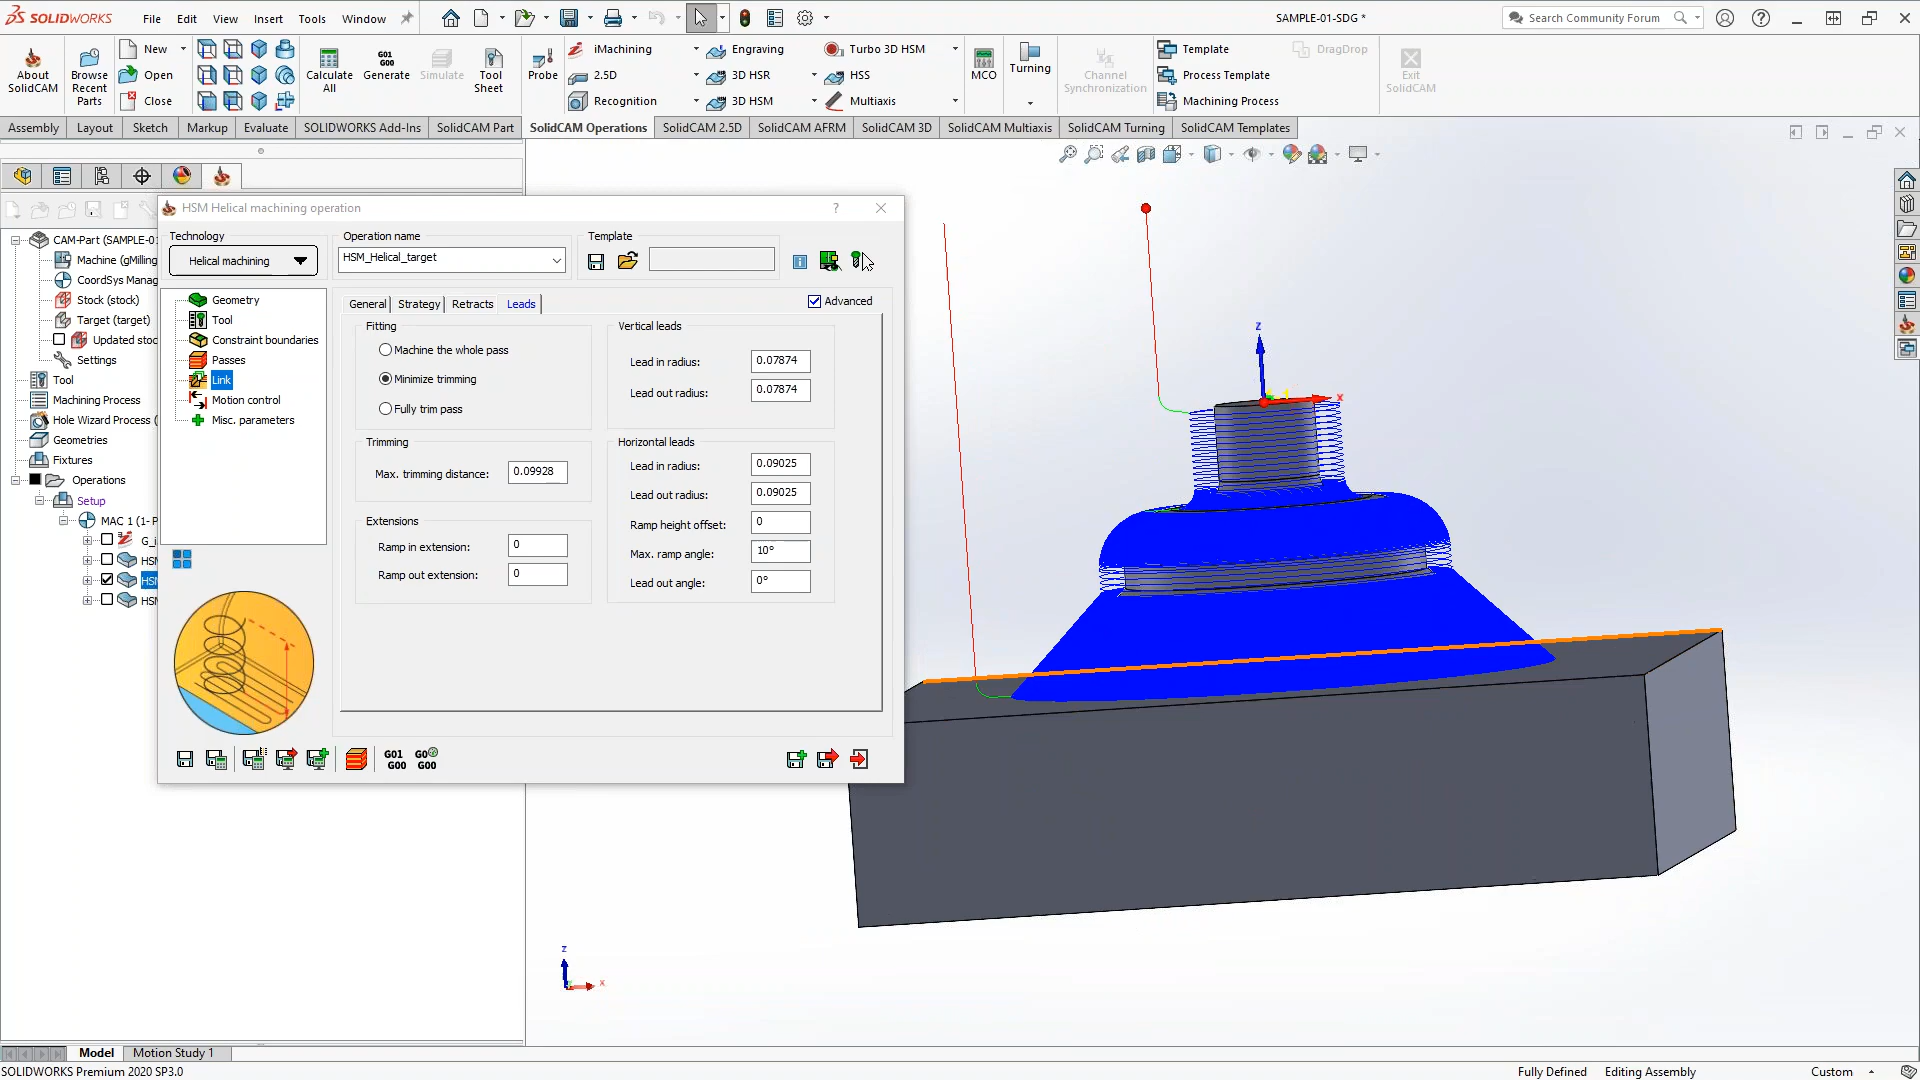 SOLIDWORKS File Edit View Insert Tools Window SAMPLE-01-SDG * Search Community Forum
About SolidCAM
Browse Recent Parts
New
Open
Close
Calculate All
G01 G00 Generate
Simulate
Tool Sheet
Probe
iMachining
2.5D
Recognition
Engraving
3D HSR
3D HSM
Turbo 3D HSM
HSS
Multiaxis
MCO
Turning
Channel Synchronization
Template
Process Template
Machining Process
DragDrop
Exit SolidCAM
Assembly Layout Sketch Markup Evaluate SOLIDWORKS Add-Ins SolidCAM Part SolidCAM Operations SolidCAM 2.5D SolidCAM AFRM SolidCAM 3D SolidCAM Multiaxis SolidCAM Turning SolidCAM Templates
CAM-Part (SAMPLE-01
Machine (gMilling
CoordSys Manag
Stock (stock)
Target (target)
Updated stoc
Settings
Tool
Machining Process
Hole Wizard Process (
Geometries
Fixtures
Operations
Setup
MAC 1 (1- P
G_i
HSM
HSM
HSM
HSM Helical machining operation ?
Technology
Helical machining
Operation name
HSM_Helical_target
Template
Geometry
Tool
Constraint boundaries
Passes
Link
Motion control
Misc. parameters
General Strategy Retracts Leads Advanced
Fitting
Machine the whole pass
Minimize trimming
Fully trim pass
Trimming
Max. trimming distance: 0.09928
Extensions
Ramp in extension: 0
Ramp out extension: 0
Vertical leads
Lead in radius: 0.07874
Lead out radius: 0.07874
Horizontal leads
Lead in radius: 0.09025
Lead out radius: 0.09025
Ramp height offset: 0
Max. ramp angle: 10°
Lead out angle: 0°
G01 G00
G00 G00
Z
X
Z
X
Model Motion Study 1
SOLIDWORKS Premium 2020 SP3.0 Fully Defined Editing Assembly Custom